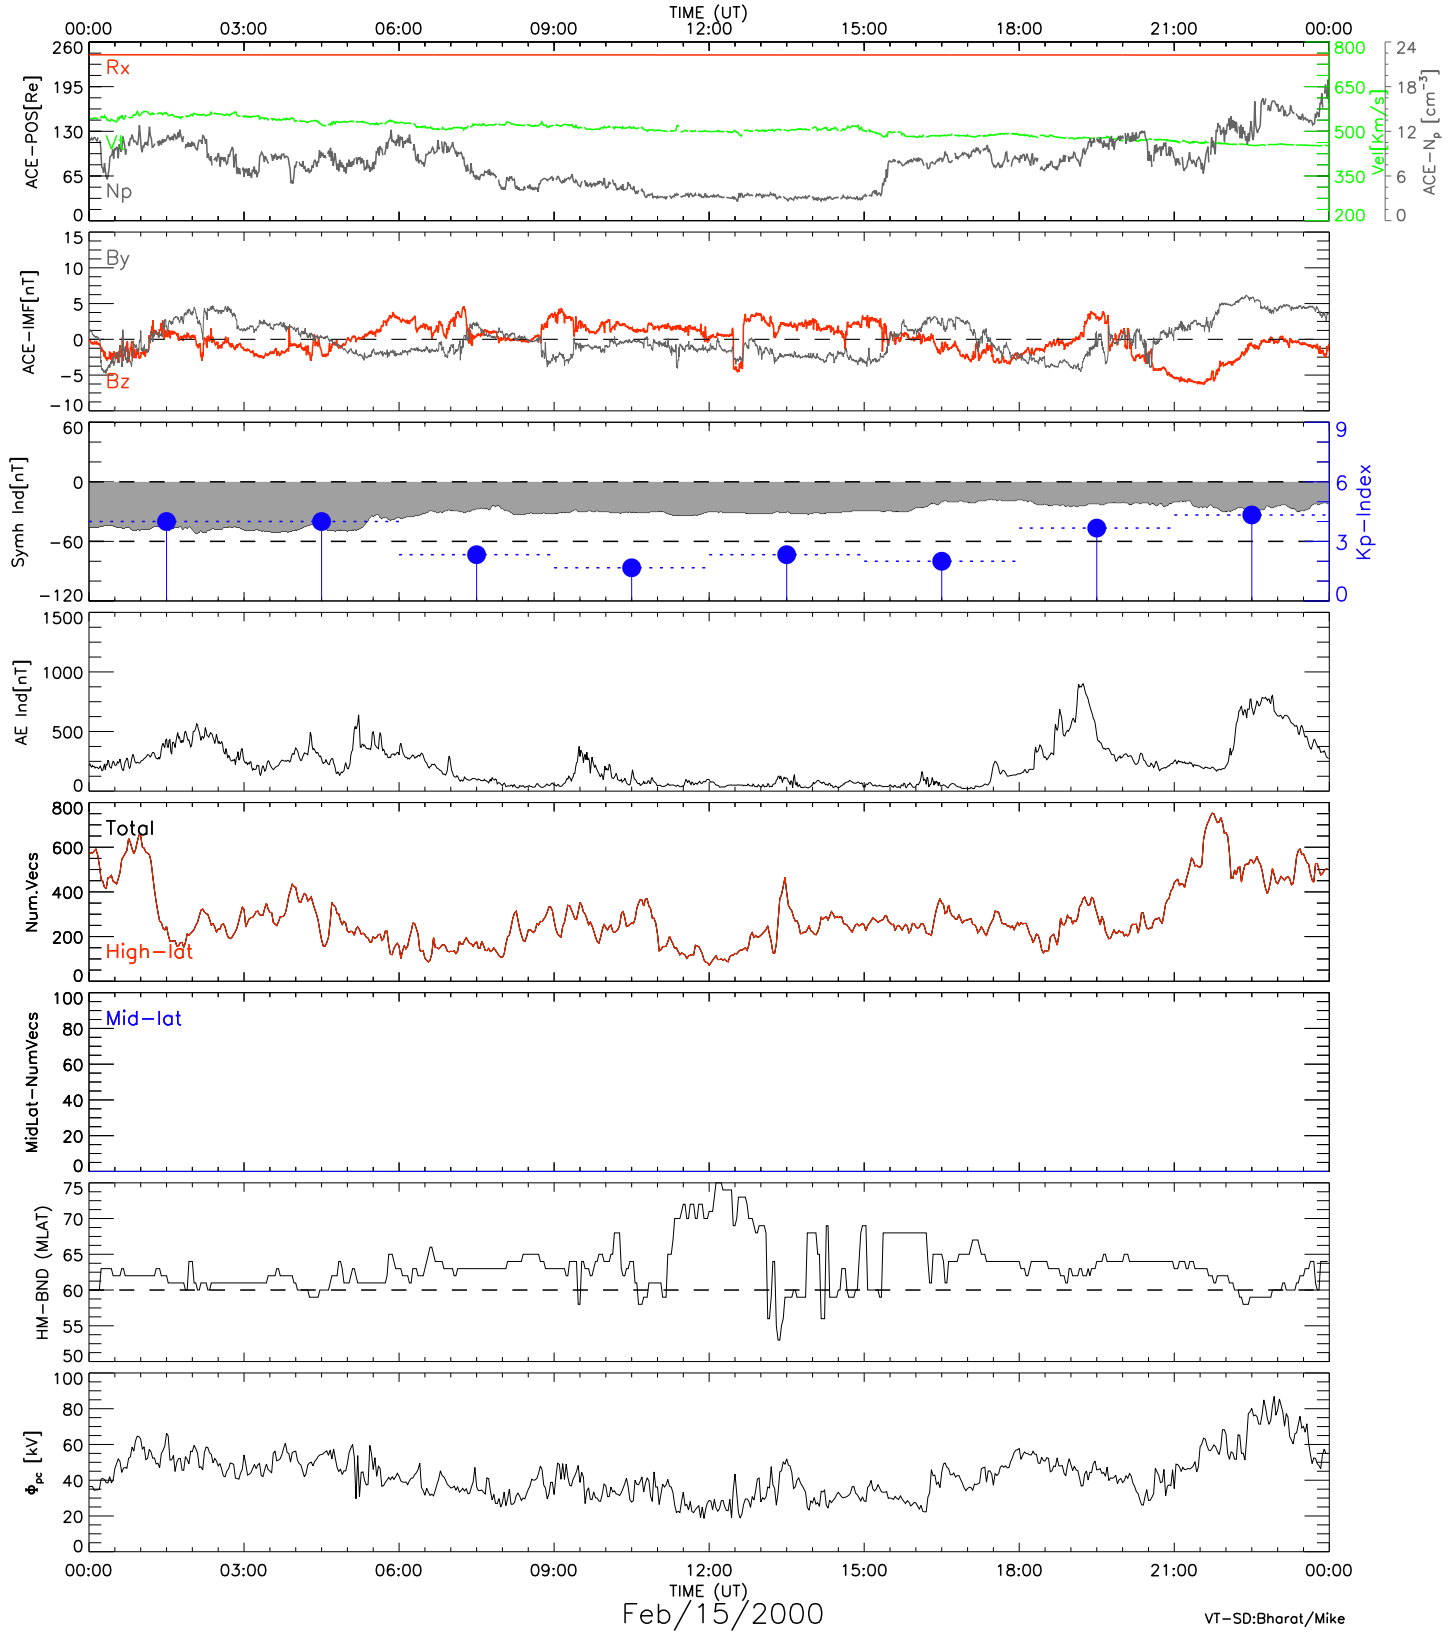 TIME (UT)
00:00 03:00 06:00 09:00 12:00 15:00 18:00 21:00 00:00
260 195 130 65 0
ACE-POS[Re]
Rx
Np
800 650 500 350 200
Vel[Km/s]
24 18 12 6 0
ACE-Np [cm-3]
15 10 5 0 -5 -10
ACE-IMF[nT]
By
Bz
60 0 -60 -120
Symh Ind[nT]
9 6 3 0
Kp-Index
1500 1000 500 0
AE Ind[nT]
800 600 400 200 0
Num.Vecs
Total
High-lat
100 80 60 40 20 0
MidLat-NumVecs
Mid-lat
75 70 65 60 55 50
HM-BND (MLAT)
100 80 60 40 20 0
Φpc [kV]
00:00 03:00 06:00 09:00 12:00 15:00 18:00 21:00 00:00
TIME (UT)
Feb/15/2000
VT-SD:Bharat/Mike